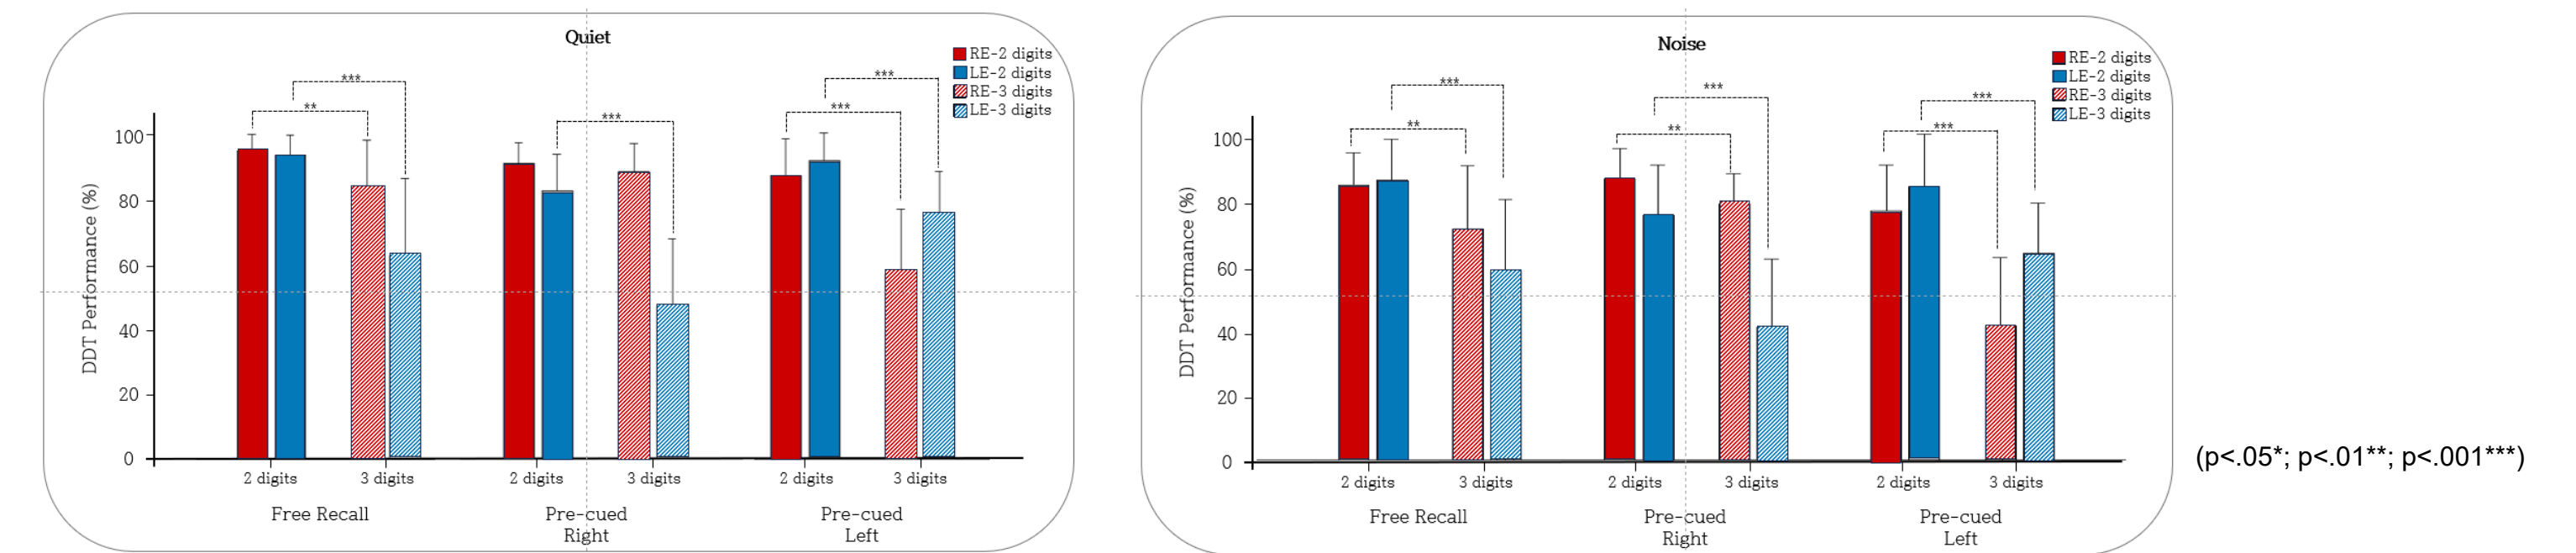 Quiet
RE-2 digits
LE-2 digits
RE-3 digits
LE-3 digits
***
**
***
***
***
DDT Performance (%)
100
80
60
40
20
0
2 digits 3 digits 2 digits 3 digits 2 digits 3 digits
Free Recall Pre-cued Right Pre-cued Left
Noise
RE-2 digits
LE-2 digits
RE-3 digits
LE-3 digits
***
**
***
**
***
***
DDT Performance (%)
100
80
60
40
20
0
2 digits 3 digits 2 digits 3 digits 2 digits 3 digits
Free Recall Pre-cued Right Pre-cued Left
(p<.05*; p<.01**; p<.001***)